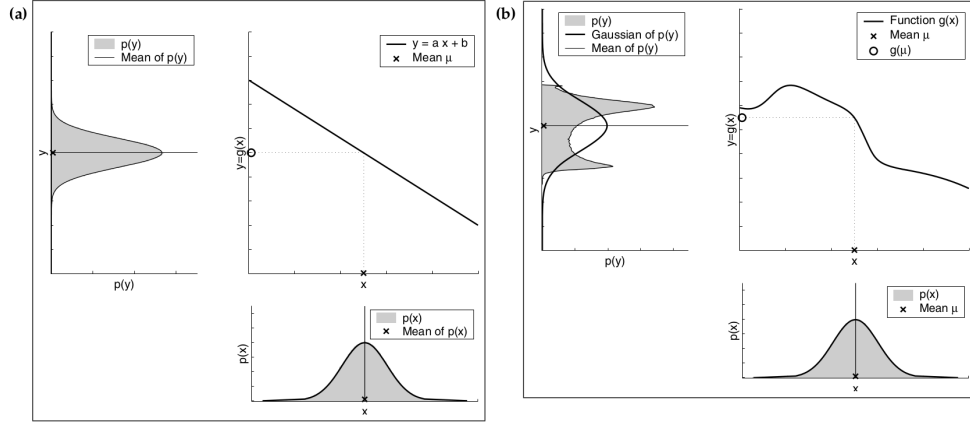 (a)
p(y)
Mean of p(y)
y
p(y)
y = a x + b
Mean μ
y=g(x)
x
p(x)
Mean of p(x)
p(x)
x
(b)
p(y)
Gaussian of p(y)
Mean of p(y)
y
p(y)
Function g(x)
Mean μ
g(μ)
y=g(x)
x
p(x)
Mean μ
p(x)
x